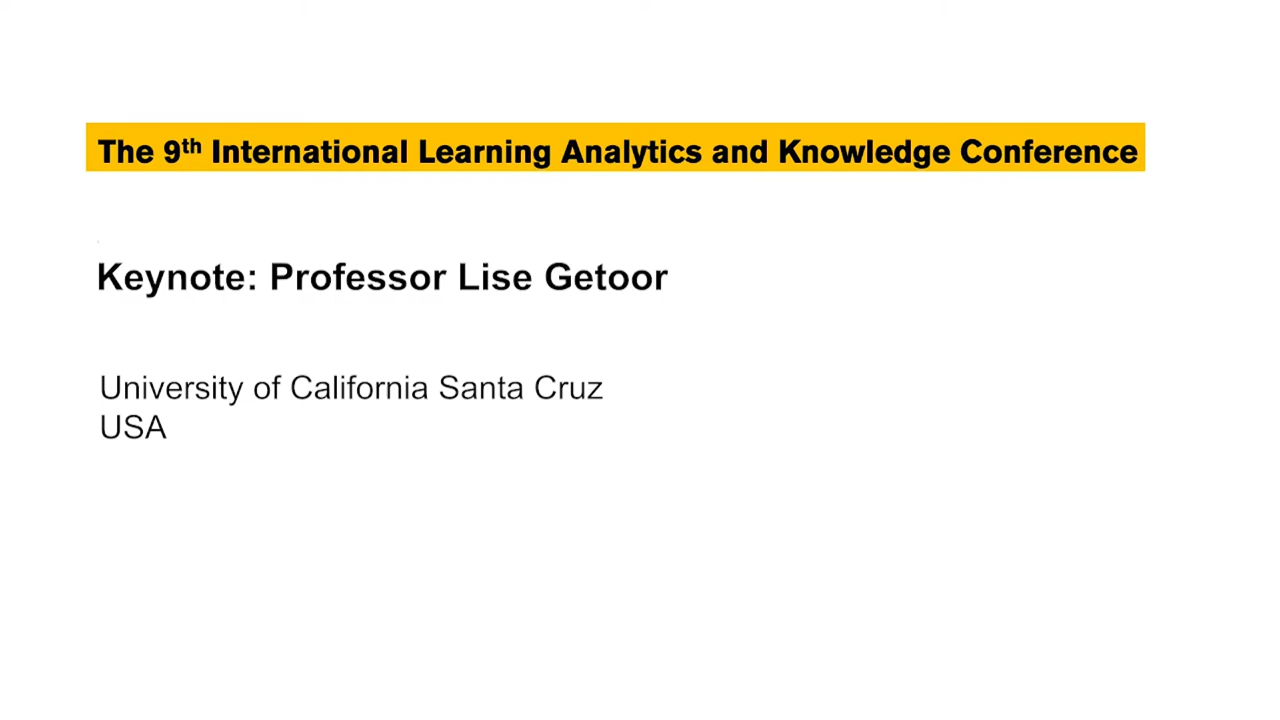 The 9th International Learning Analytics and Knowledge Conference
Keynote: Professor Lise Getoor
University of California Santa Cruz
USA